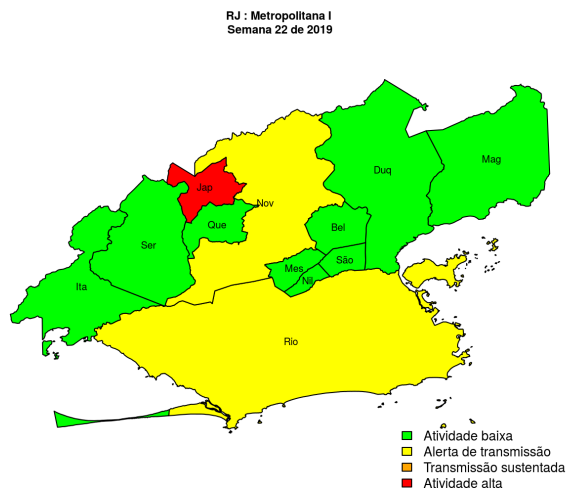 RJ : Metropolitana I
Semana 22 de 2019
Mag
Duq
Jap
Nov
Que
Bel
Ser
São
Mes
Nil
Ita
Rio
Atividade baixa
Alerta de transmissão
Transmissão sustentada
Atividade alta